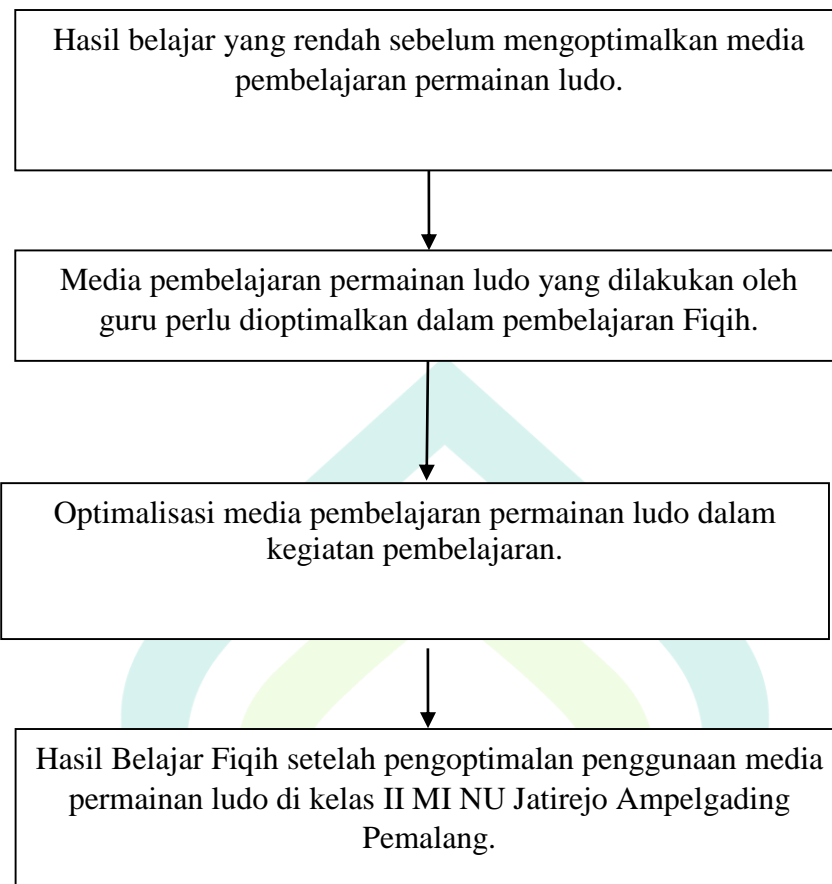 Hasil belajar yang rendah sebelum mengoptimalkan media
pembelajaran permainan ludo.
Media pembelajaran permainan ludo yang dilakukan oleh
guru perlu dioptimalkan dalam pembelajaran Fiqih.
Optimalisasi media pembelajaran permainan ludo dalam
kegiatan pembelajaran.
Hasil Belajar Fiqih setelah pengoptimalan penggunaan media
permainan ludo di kelas II MI NU Jatirejo Ampelgading
Pemalang.